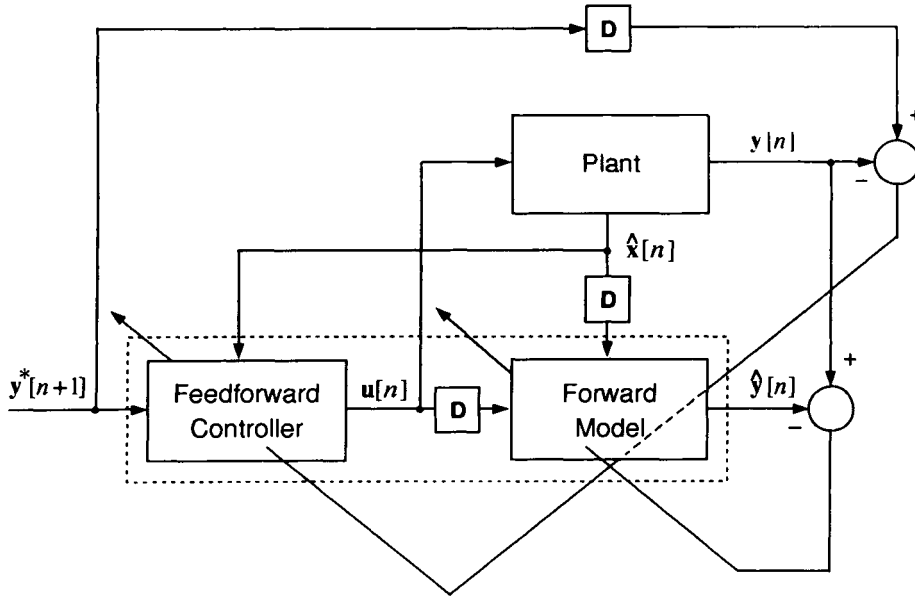 D
+
Plant
y[n]
−
x̂[n]
D
+
y*[n+1]
Feedforward
Controller
u[n]
D
Forward
Model
ŷ[n]
−